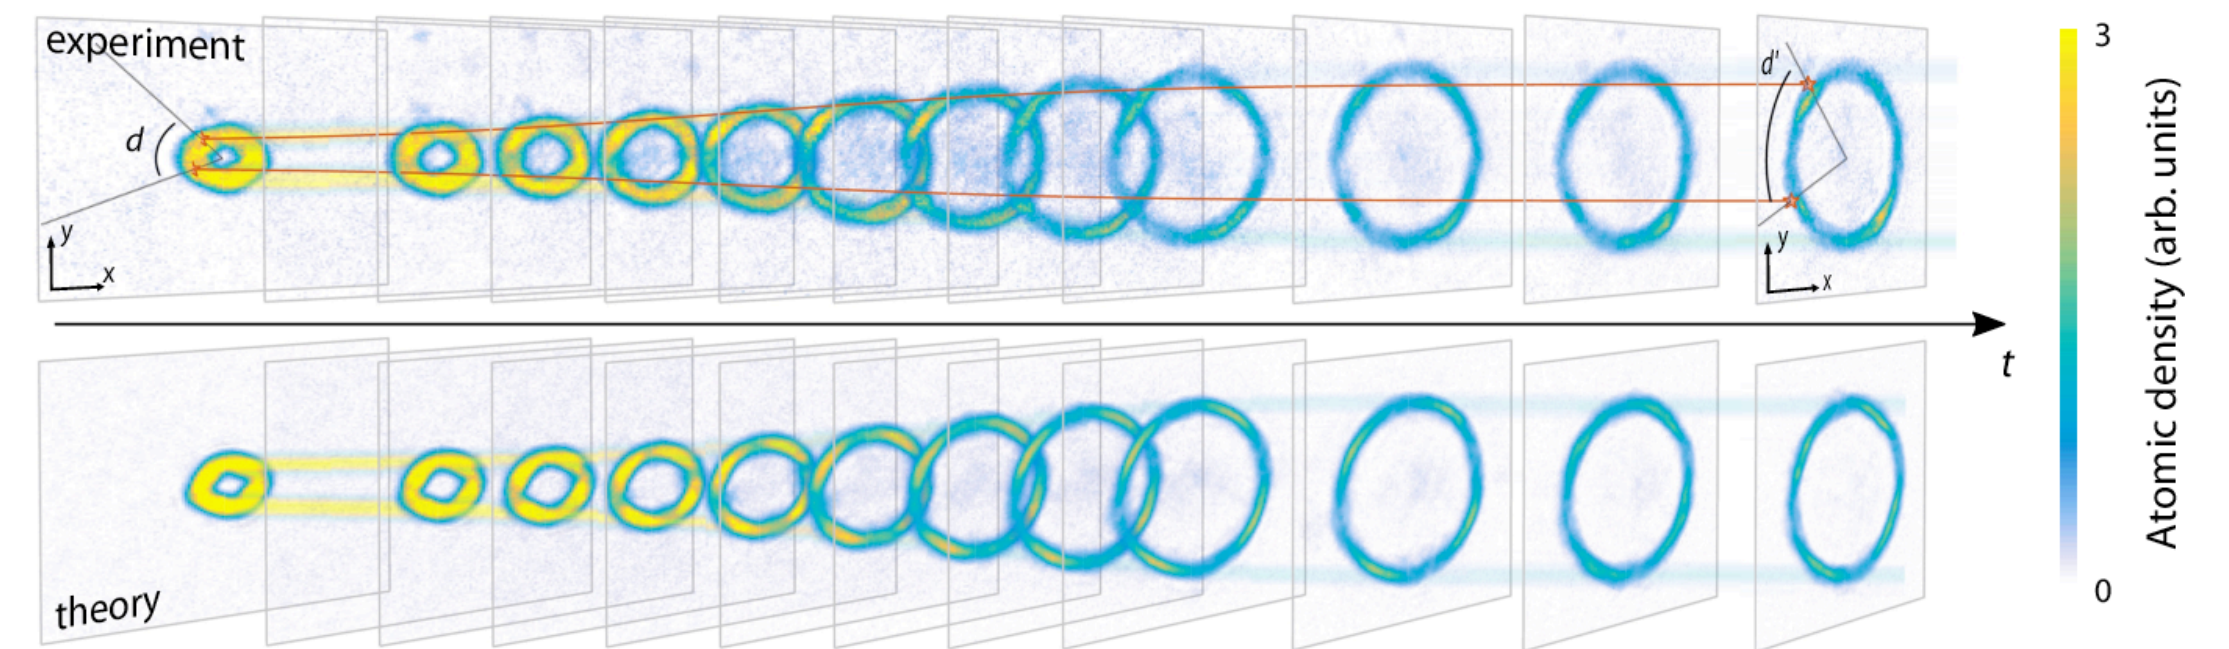 experiment
d
y
x
d'
y
x
3
Atomic density (arb. units)
0
t
theory